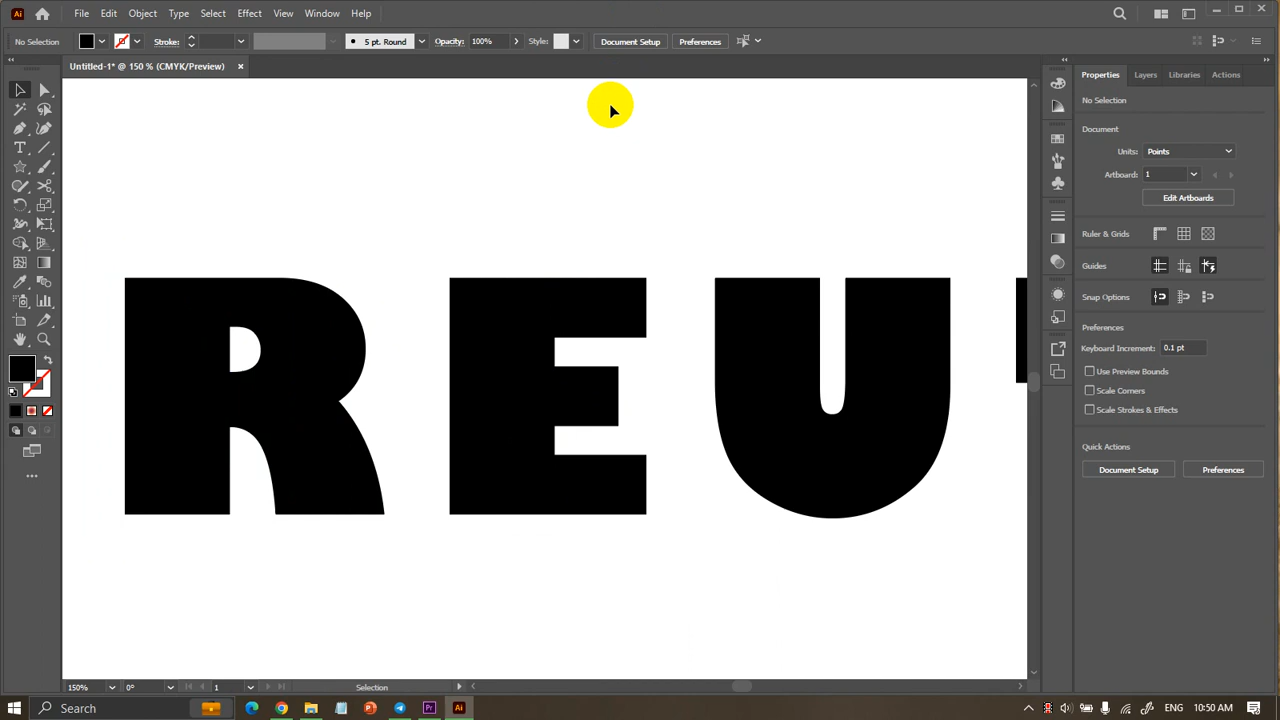 Ai File Edit Object Type Select Effect View Window Help
No Selection Stroke: 5 pt. Round Opacity: 100% Style: Document Setup Preferences
Untitled-1* @ 150 % (CMYK/Preview) ×
Properties Layers Libraries Actions
No Selection
Document
Units: Points
Artboard: 1
Edit Artboards
Ruler & Grids
Guides
Snap Options
Preferences
Keyboard Increment: 0.1 pt
Use Preview Bounds
Scale Corners
Scale Strokes & Effects
Quick Actions
Document Setup Preferences
REU
150% 0° 1 Selection
Search Pr Ai ENG 10:50 AM